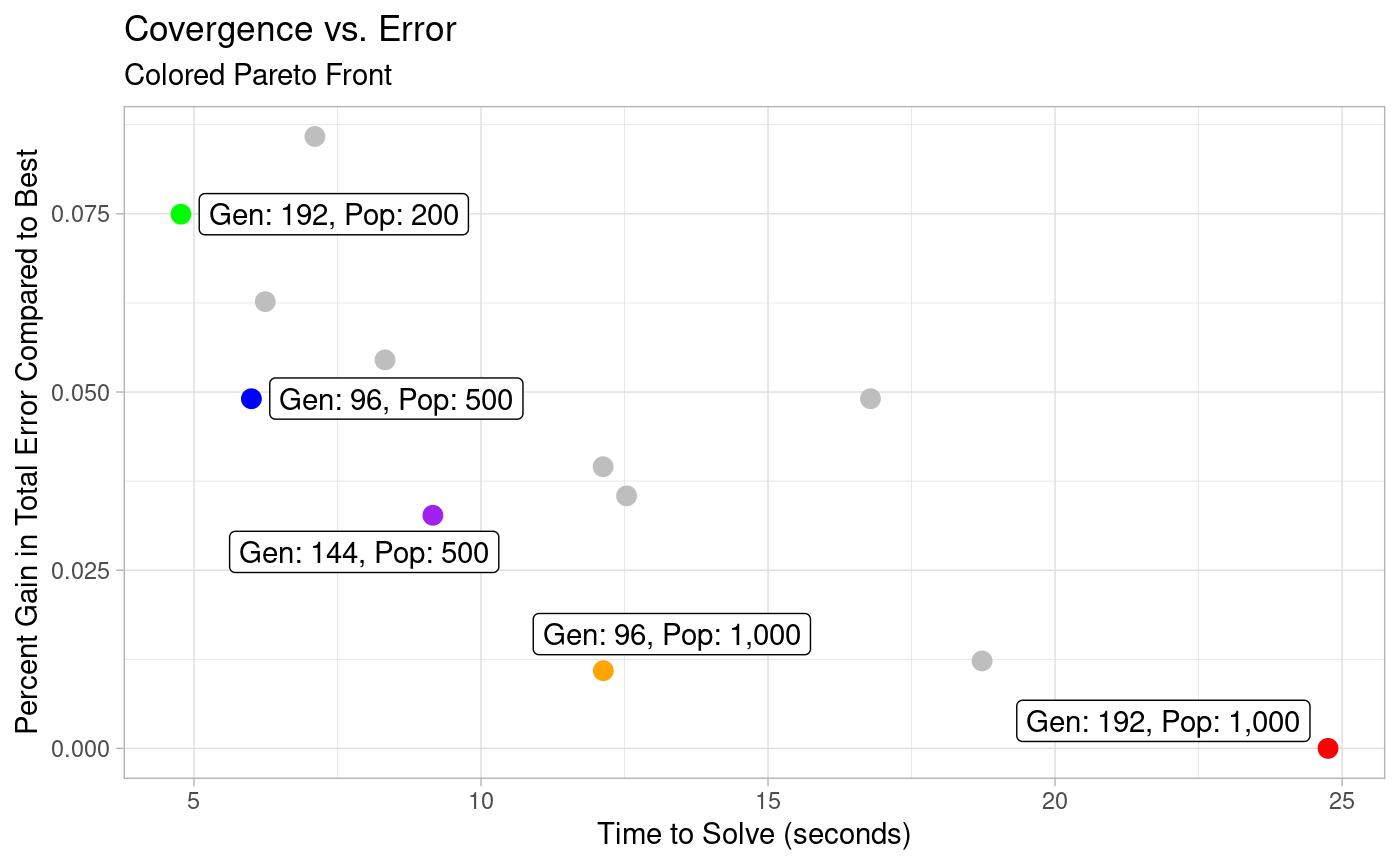 Covergence vs. Error
Colored Pareto Front
Percent Gain in Total Error Compared to Best
0.075
0.050
0.025
0.000
Gen: 192, Pop: 200
Gen: 96, Pop: 500
Gen: 144, Pop: 500
Gen: 96, Pop: 1,000
Gen: 192, Pop: 1,000
5 10 15 20 25
Time to Solve (seconds)